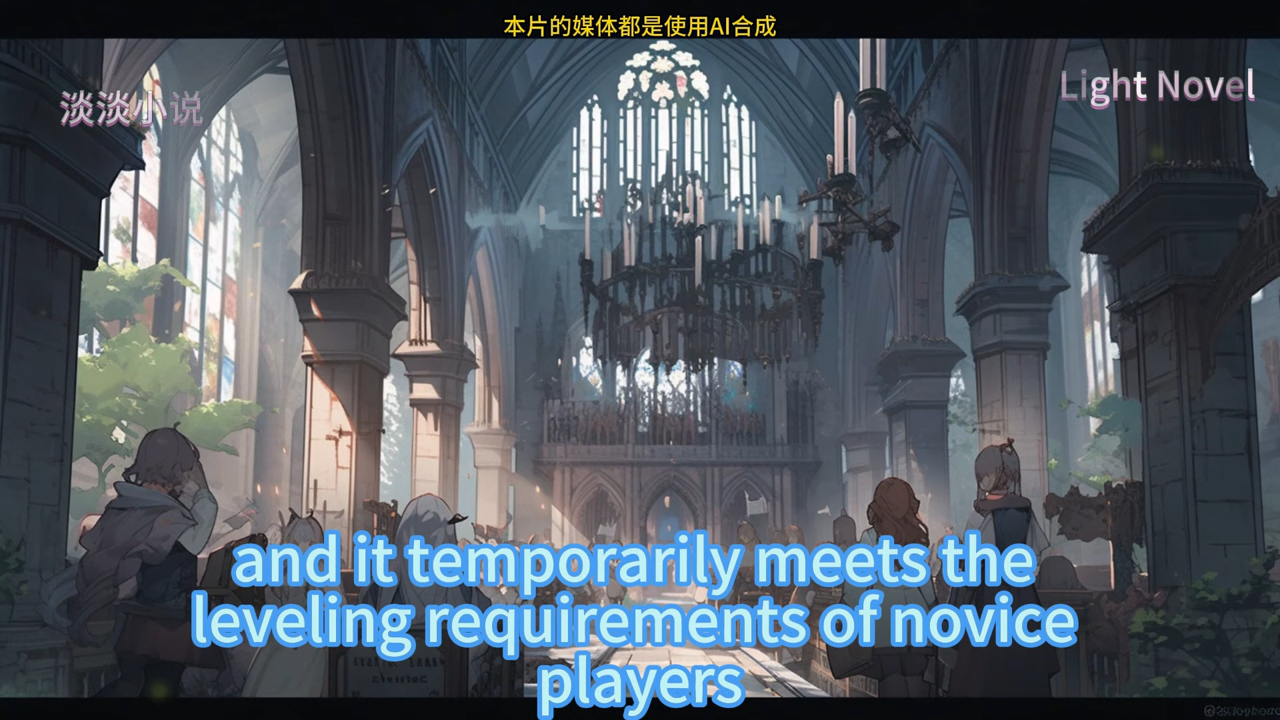 本片的媒体都是使用AI合成
淡淡小说
Light Novel
and it temporarily meets the
leveling requirements of novice
players